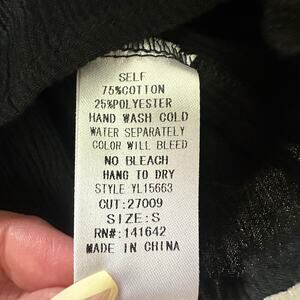 SELF
75%COTTON
25%POLYESTER
HAND WASH COLD
WATER SEPARATELY
COLOR WILL BLEED
NO BLEACH
HANG TO DRY
STYLE YL15663
CUT:27009
SIZE:S
RN#:141642
MADE IN CHINA